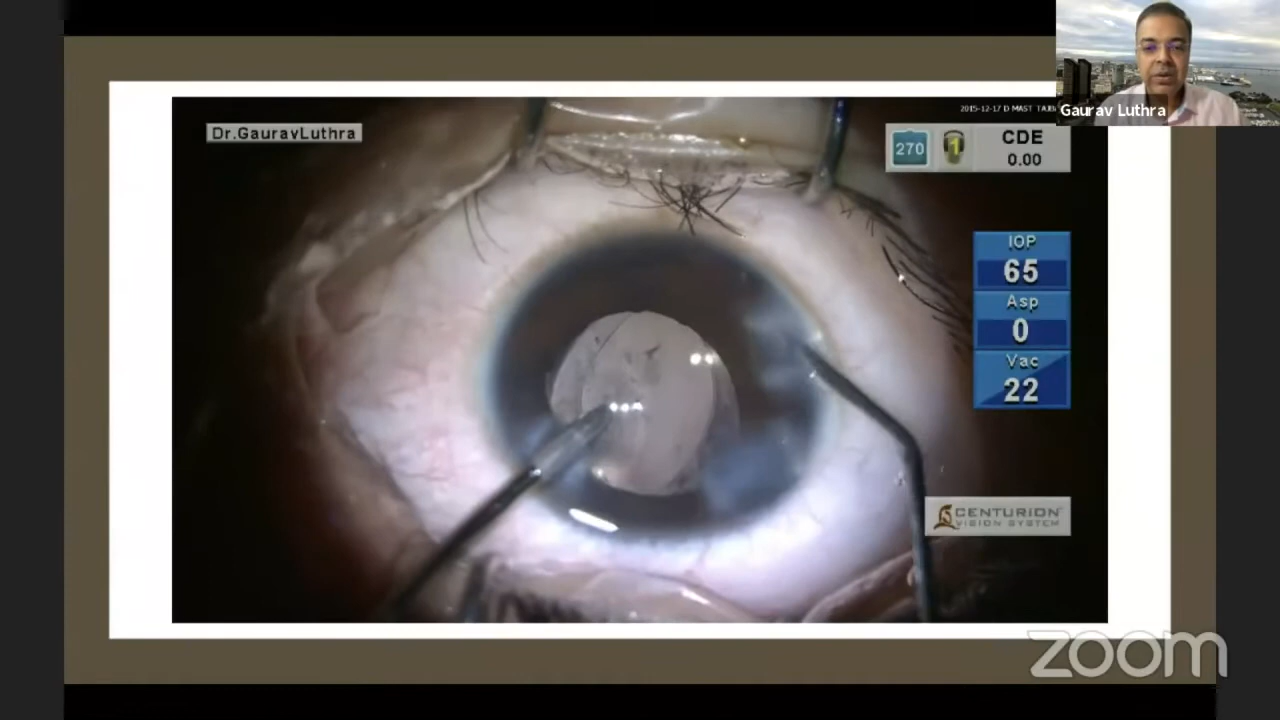 Dr.GauravLuthra
2015-12-17 D MAST
Gaurav Luthra
270
1
CDE
0.00
IOP
65
Asp
0
Vac
22
CENTURION
VISION SYSTEM
zoom